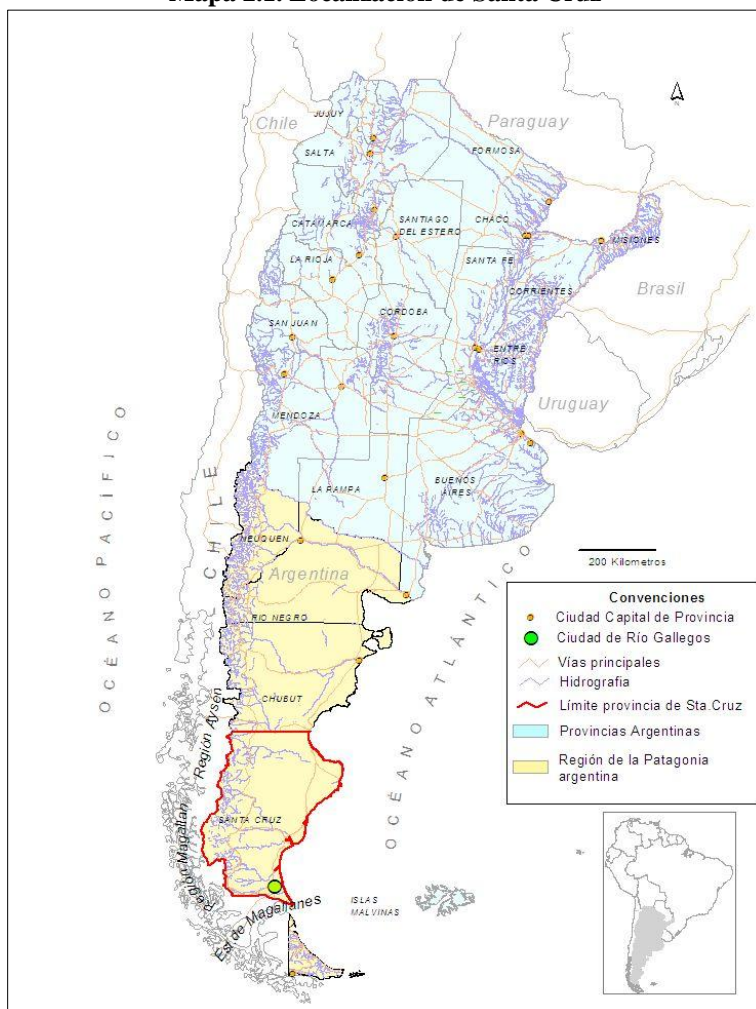 Mapa 2.1. Localización de Santa Cruz
JUJUY
Chile
Paraguay
N
SALTA
FORMOSA
CATAMARCA
SANTIAGO
DEL ESTERO
CHACO
MISIONES
LA RIOJA
SANTA FE
CORRIENTES
Brasil
SAN JUAN
CORDOBA
ENTRE
RIOS
Uruguay
MENDOZA
OCÉANO PACÍFICO
CHILE
LA PAMPA
BUENOS
AIRES
NEUQUEN
Argentina
OCÉANO ATLÁNTICO
200 Kilometros
RIO NEGRO
CHUBUT
Región Aysen
SANTA CRUZ
Región Magallan
Est de Magallanes
ISLAS
MALVINAS
Convenciones
Ciudad Capital de Provincia
Ciudad de Río Gallegos
Vías principales
Hidrografia
Límite provincia de Sta.Cruz
Provincias Argentinas
Región de la Patagonia
argentina